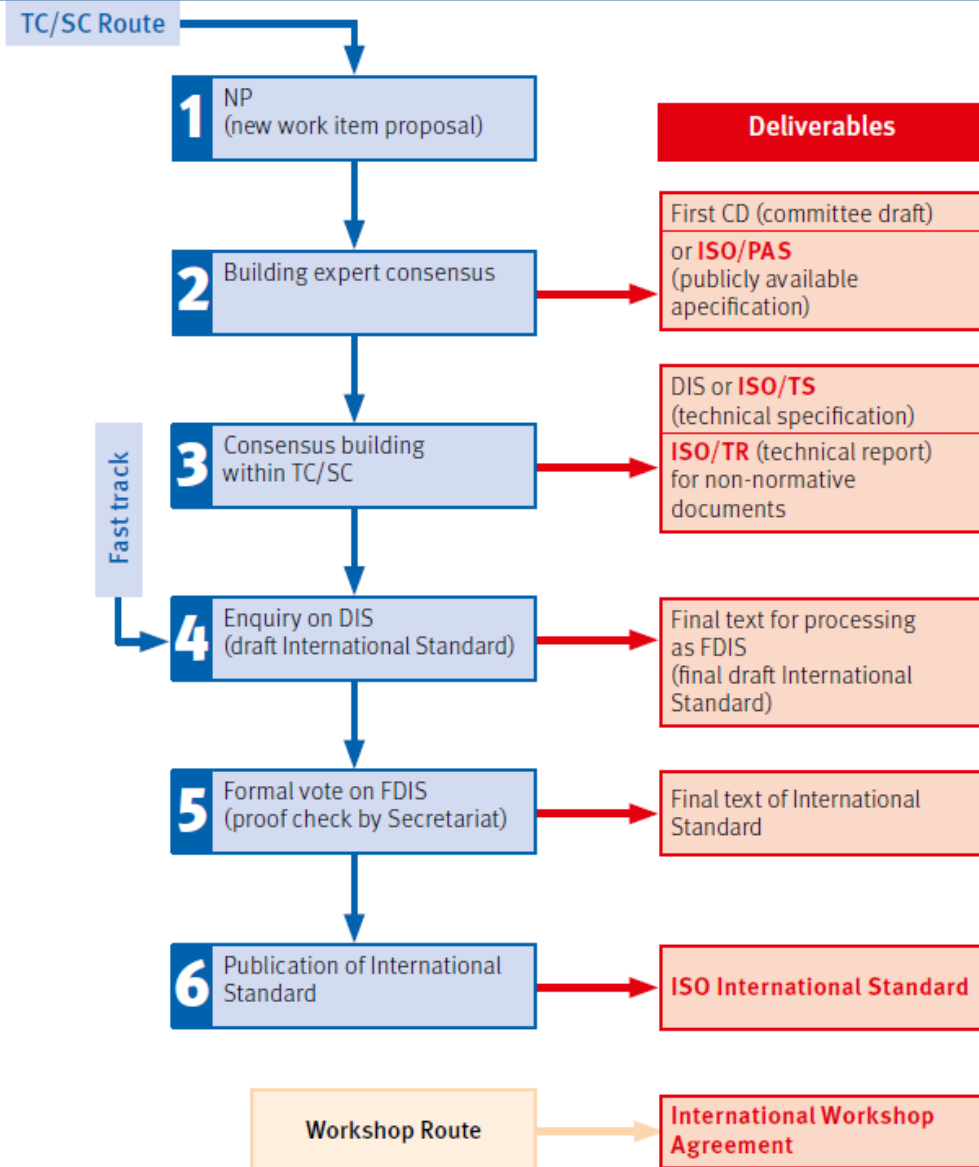 TC/SC Route
1
NP
(new work item proposal)
Deliverables
2
Building expert consensus
First CD (committee draft)
or ISO/PAS
(publicly available
apecification)
3
Consensus building
within TC/SC
DIS or ISO/TS
(technical specification)
ISO/TR (technical report)
for non-normative
documents
Fast track
4
Enquiry on DIS
(draft International Standard)
Final text for processing
as FDIS
(final draft International
Standard)
5
Formal vote on FDIS
(proof check by Secretariat)
Final text of International
Standard
6
Publication of International
Standard
ISO International Standard
Workshop Route
International Workshop
Agreement